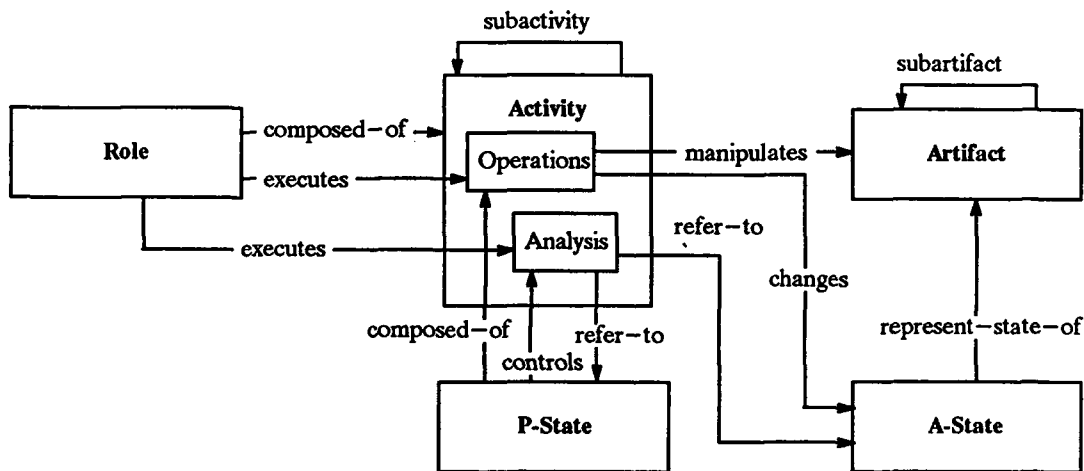 subactivity
subartifact
Activity
Role
composed-of
Operations
manipulates
Artifact
executes
refer-to
Analysis
executes
changes
composed-of
refer-to
represent-state-of
controls
P-State
A-State